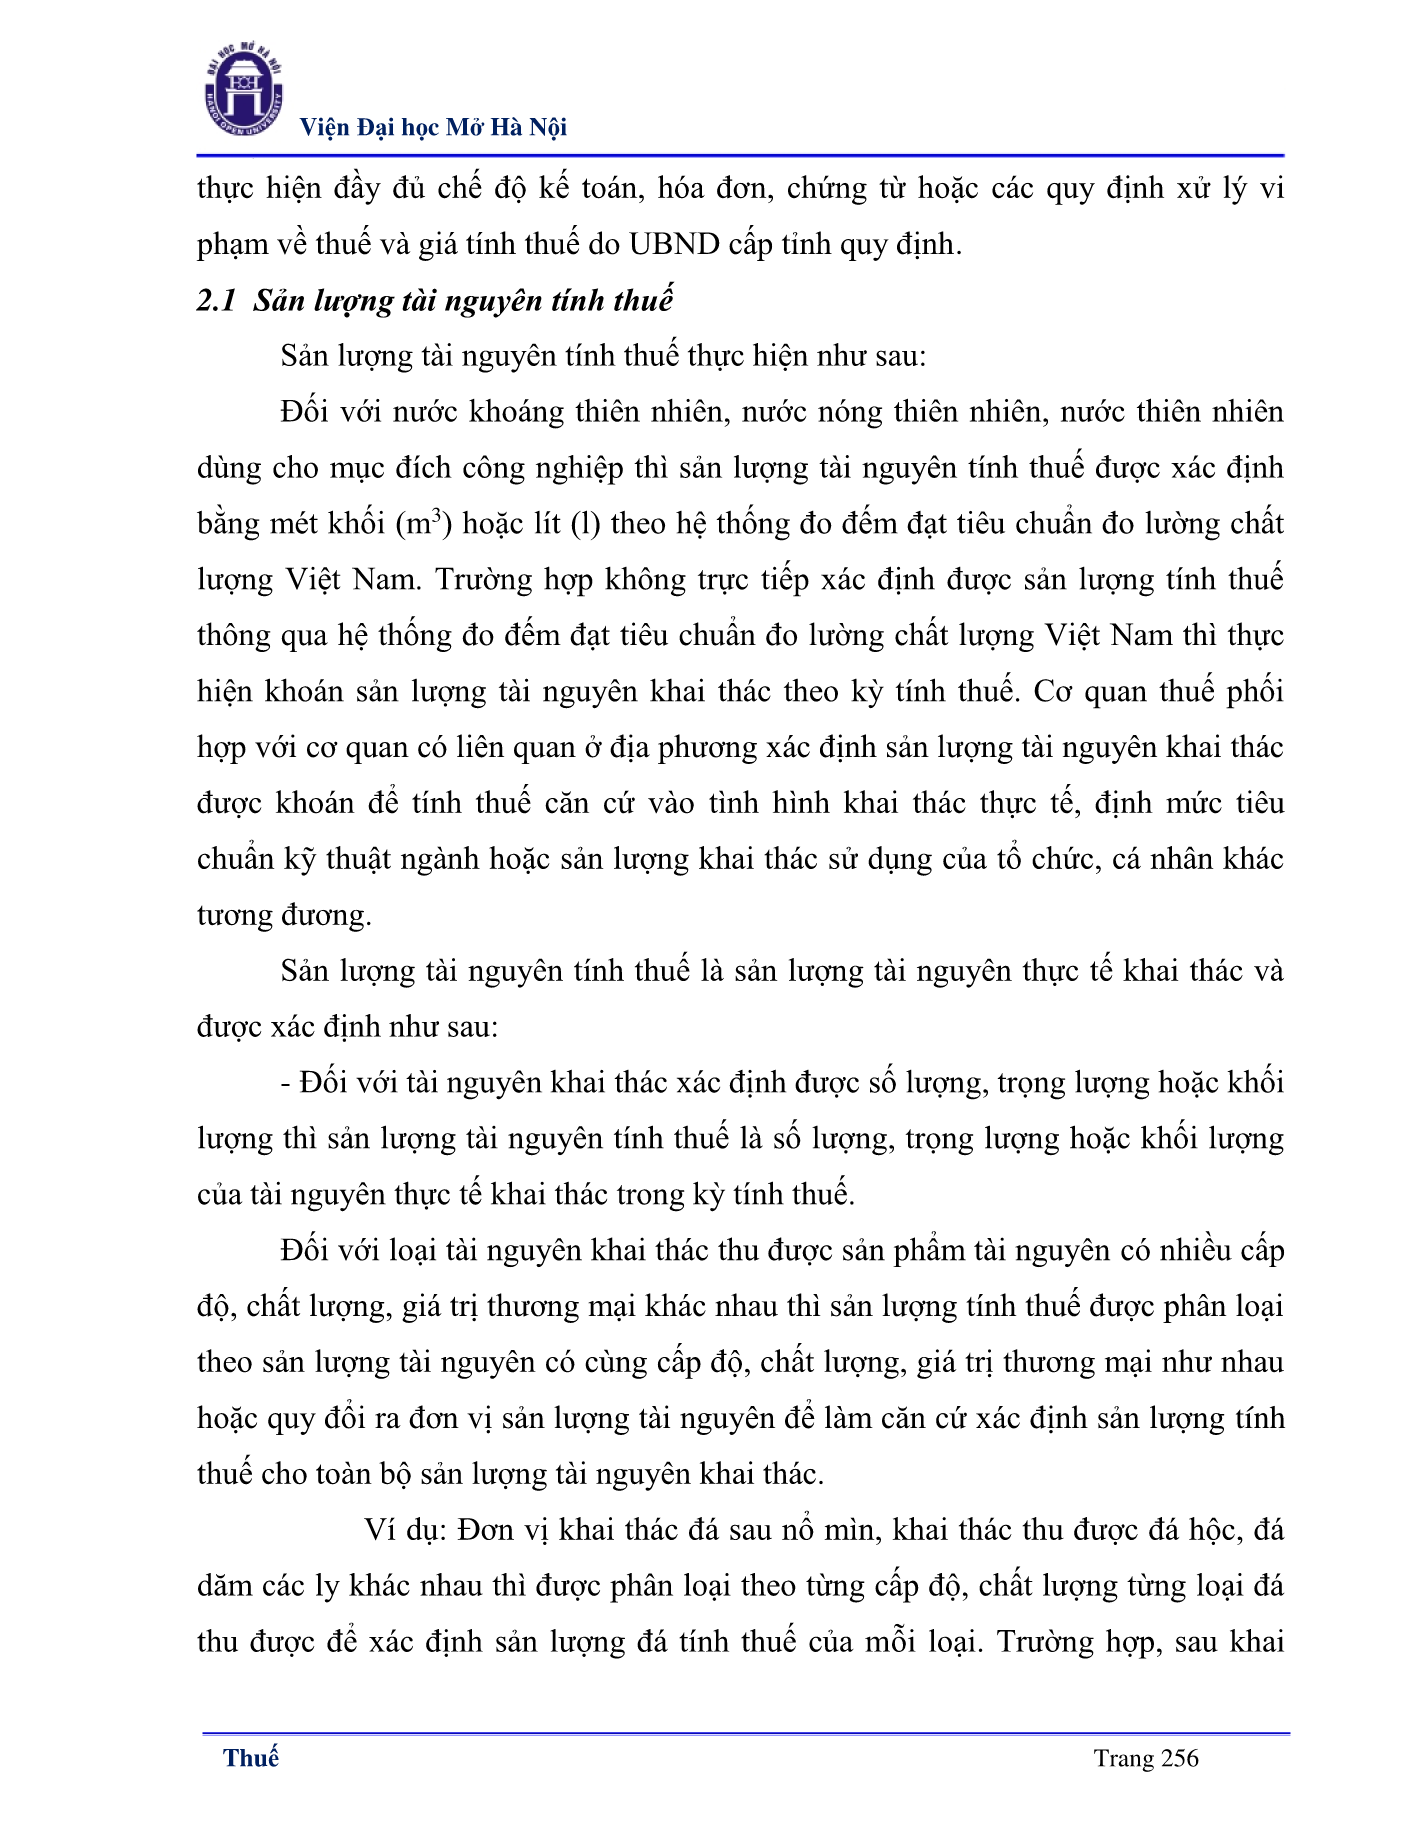 ĐẠI HỌC MỞ HÀ NỘI
HANOI OPEN UNIVERSITY
Viện Đại học Mở Hà Nội
thực hiện đầy đủ chế độ kế toán, hóa đơn, chứng từ hoặc các quy định xử lý vi
phạm về thuế và giá tính thuế do UBND cấp tỉnh quy định.
2.1 Sản lượng tài nguyên tính thuế
Sản lượng tài nguyên tính thuế thực hiện như sau:
Đối với nước khoáng thiên nhiên, nước nóng thiên nhiên, nước thiên nhiên
dùng cho mục đích công nghiệp thì sản lượng tài nguyên tính thuế được xác định
bằng mét khối (m³) hoặc lít (l) theo hệ thống đo đếm đạt tiêu chuẩn đo lường chất
lượng Việt Nam. Trường hợp không trực tiếp xác định được sản lượng tính thuế
thông qua hệ thống đo đếm đạt tiêu chuẩn đo lường chất lượng Việt Nam thì thực
hiện khoán sản lượng tài nguyên khai thác theo kỳ tính thuế. Cơ quan thuế phối
hợp với cơ quan có liên quan ở địa phương xác định sản lượng tài nguyên khai thác
được khoán để tính thuế căn cứ vào tình hình khai thác thực tế, định mức tiêu
chuẩn kỹ thuật ngành hoặc sản lượng khai thác sử dụng của tổ chức, cá nhân khác
tương đương.
Sản lượng tài nguyên tính thuế là sản lượng tài nguyên thực tế khai thác và
được xác định như sau:
- Đối với tài nguyên khai thác xác định được số lượng, trọng lượng hoặc khối
lượng thì sản lượng tài nguyên tính thuế là số lượng, trọng lượng hoặc khối lượng
của tài nguyên thực tế khai thác trong kỳ tính thuế.
Đối với loại tài nguyên khai thác thu được sản phẩm tài nguyên có nhiều cấp
độ, chất lượng, giá trị thương mại khác nhau thì sản lượng tính thuế được phân loại
theo sản lượng tài nguyên có cùng cấp độ, chất lượng, giá trị thương mại như nhau
hoặc quy đổi ra đơn vị sản lượng tài nguyên để làm căn cứ xác định sản lượng tính
thuế cho toàn bộ sản lượng tài nguyên khai thác.
Ví dụ: Đơn vị khai thác đá sau nổ mìn, khai thác thu được đá hộc, đá
dăm các ly khác nhau thì được phân loại theo từng cấp độ, chất lượng từng loại đá
thu được để xác định sản lượng đá tính thuế của mỗi loại. Trường hợp, sau khai
Thuế
Trang 256